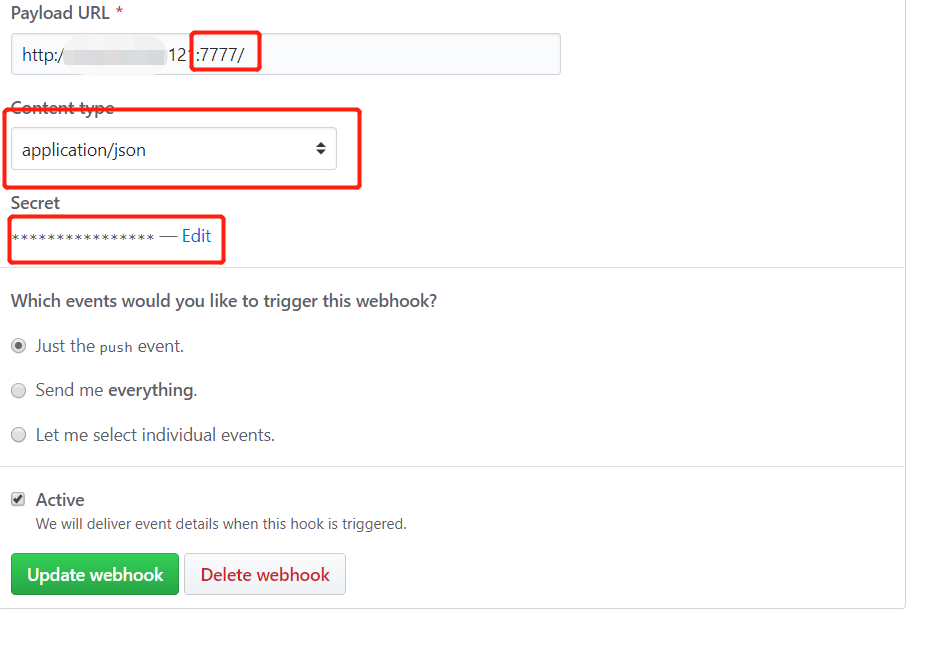 Payload URL *
http:/ 121:7777/
Content type
application/json
Secret
**************** — Edit
Which events would you like to trigger this webhook?
Just the push event.
Send me everything.
Let me select individual events.
Active
We will deliver event details when this hook is triggered.
Update webhook
Delete webhook